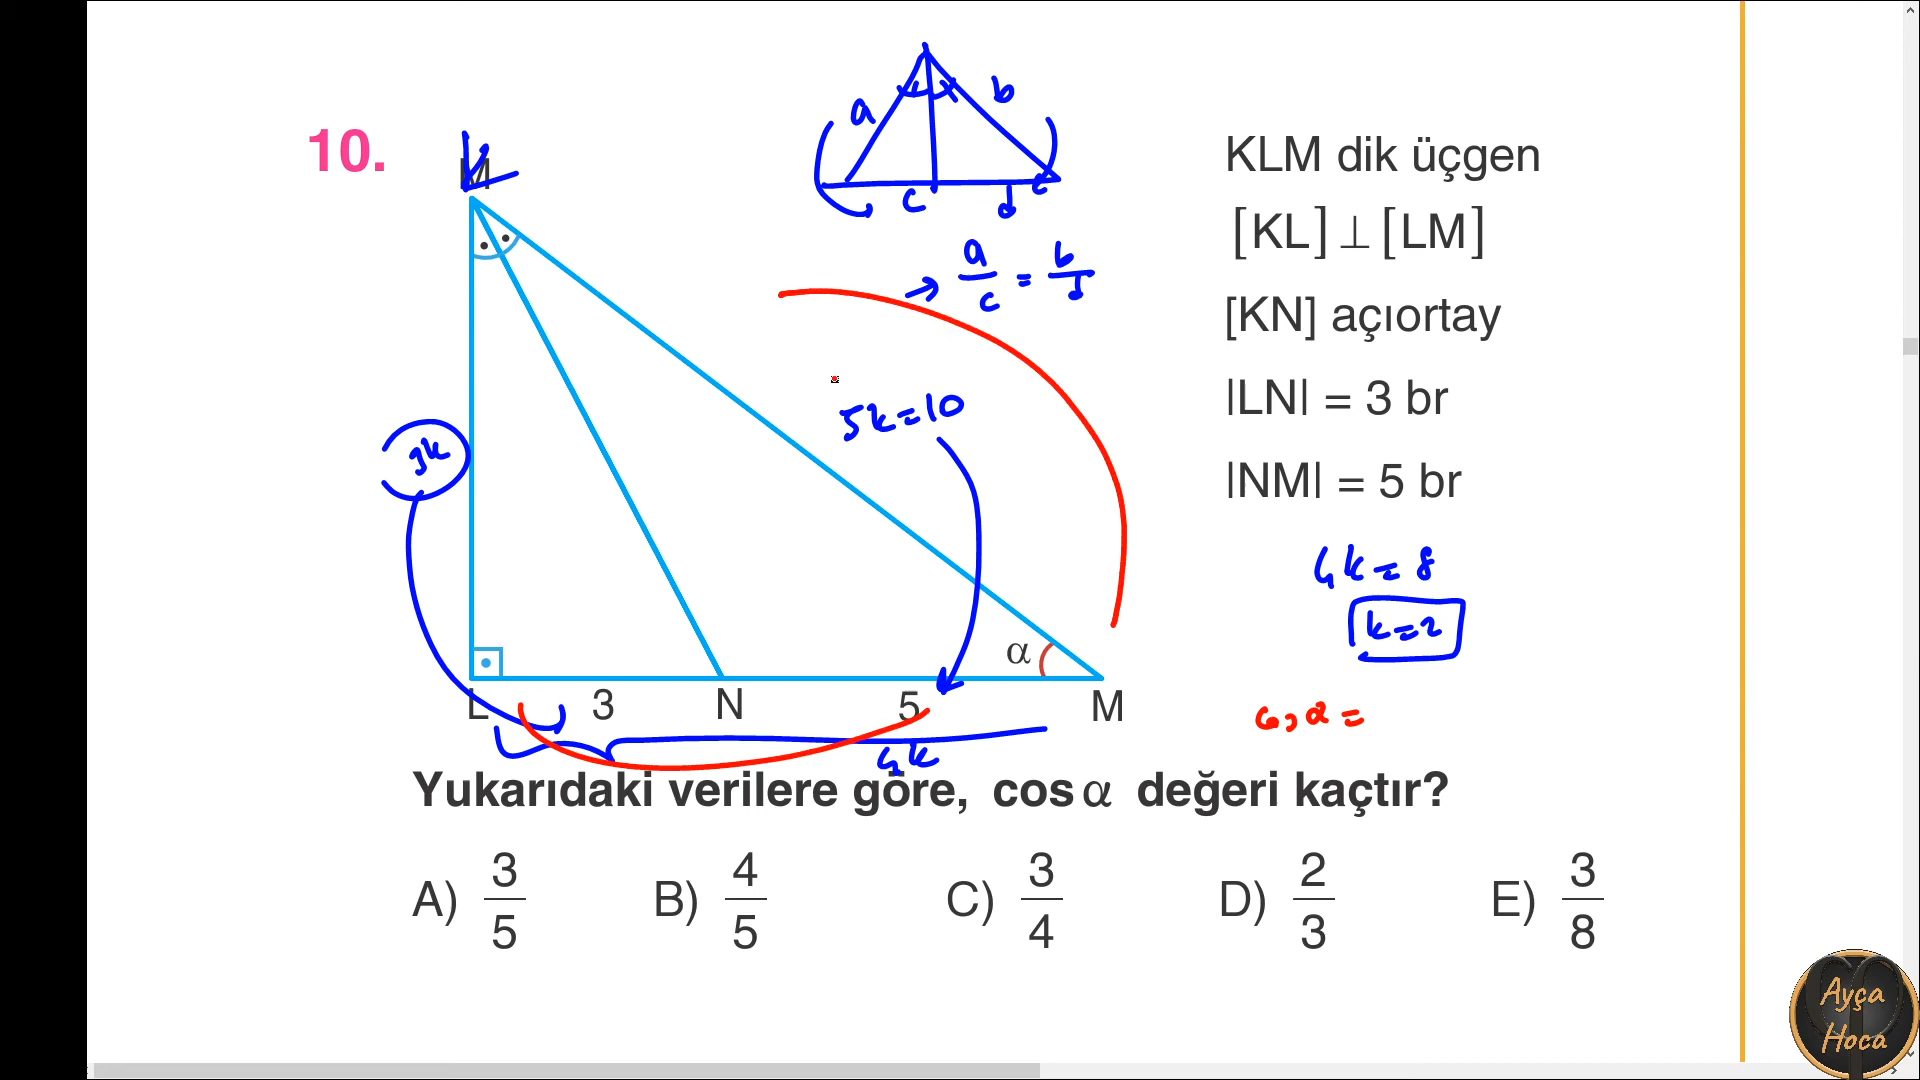 10.
K
M
a
b
c
d
c
→ a/c = b/d
KLM dik üçgen
[KL] ⊥ [LM]
[KN] açıortay
|LN| = 3 br
|NM| = 5 br
5k=10
3k
4k=8
k=2
α
L 3 N 5 M
4k
Yukarıdaki verilere göre, cos α değeri kaçtır?
A) 3/5 B) 4/5 C) 3/4 D) 2/3 E) 3/8
Ayça
Hoca